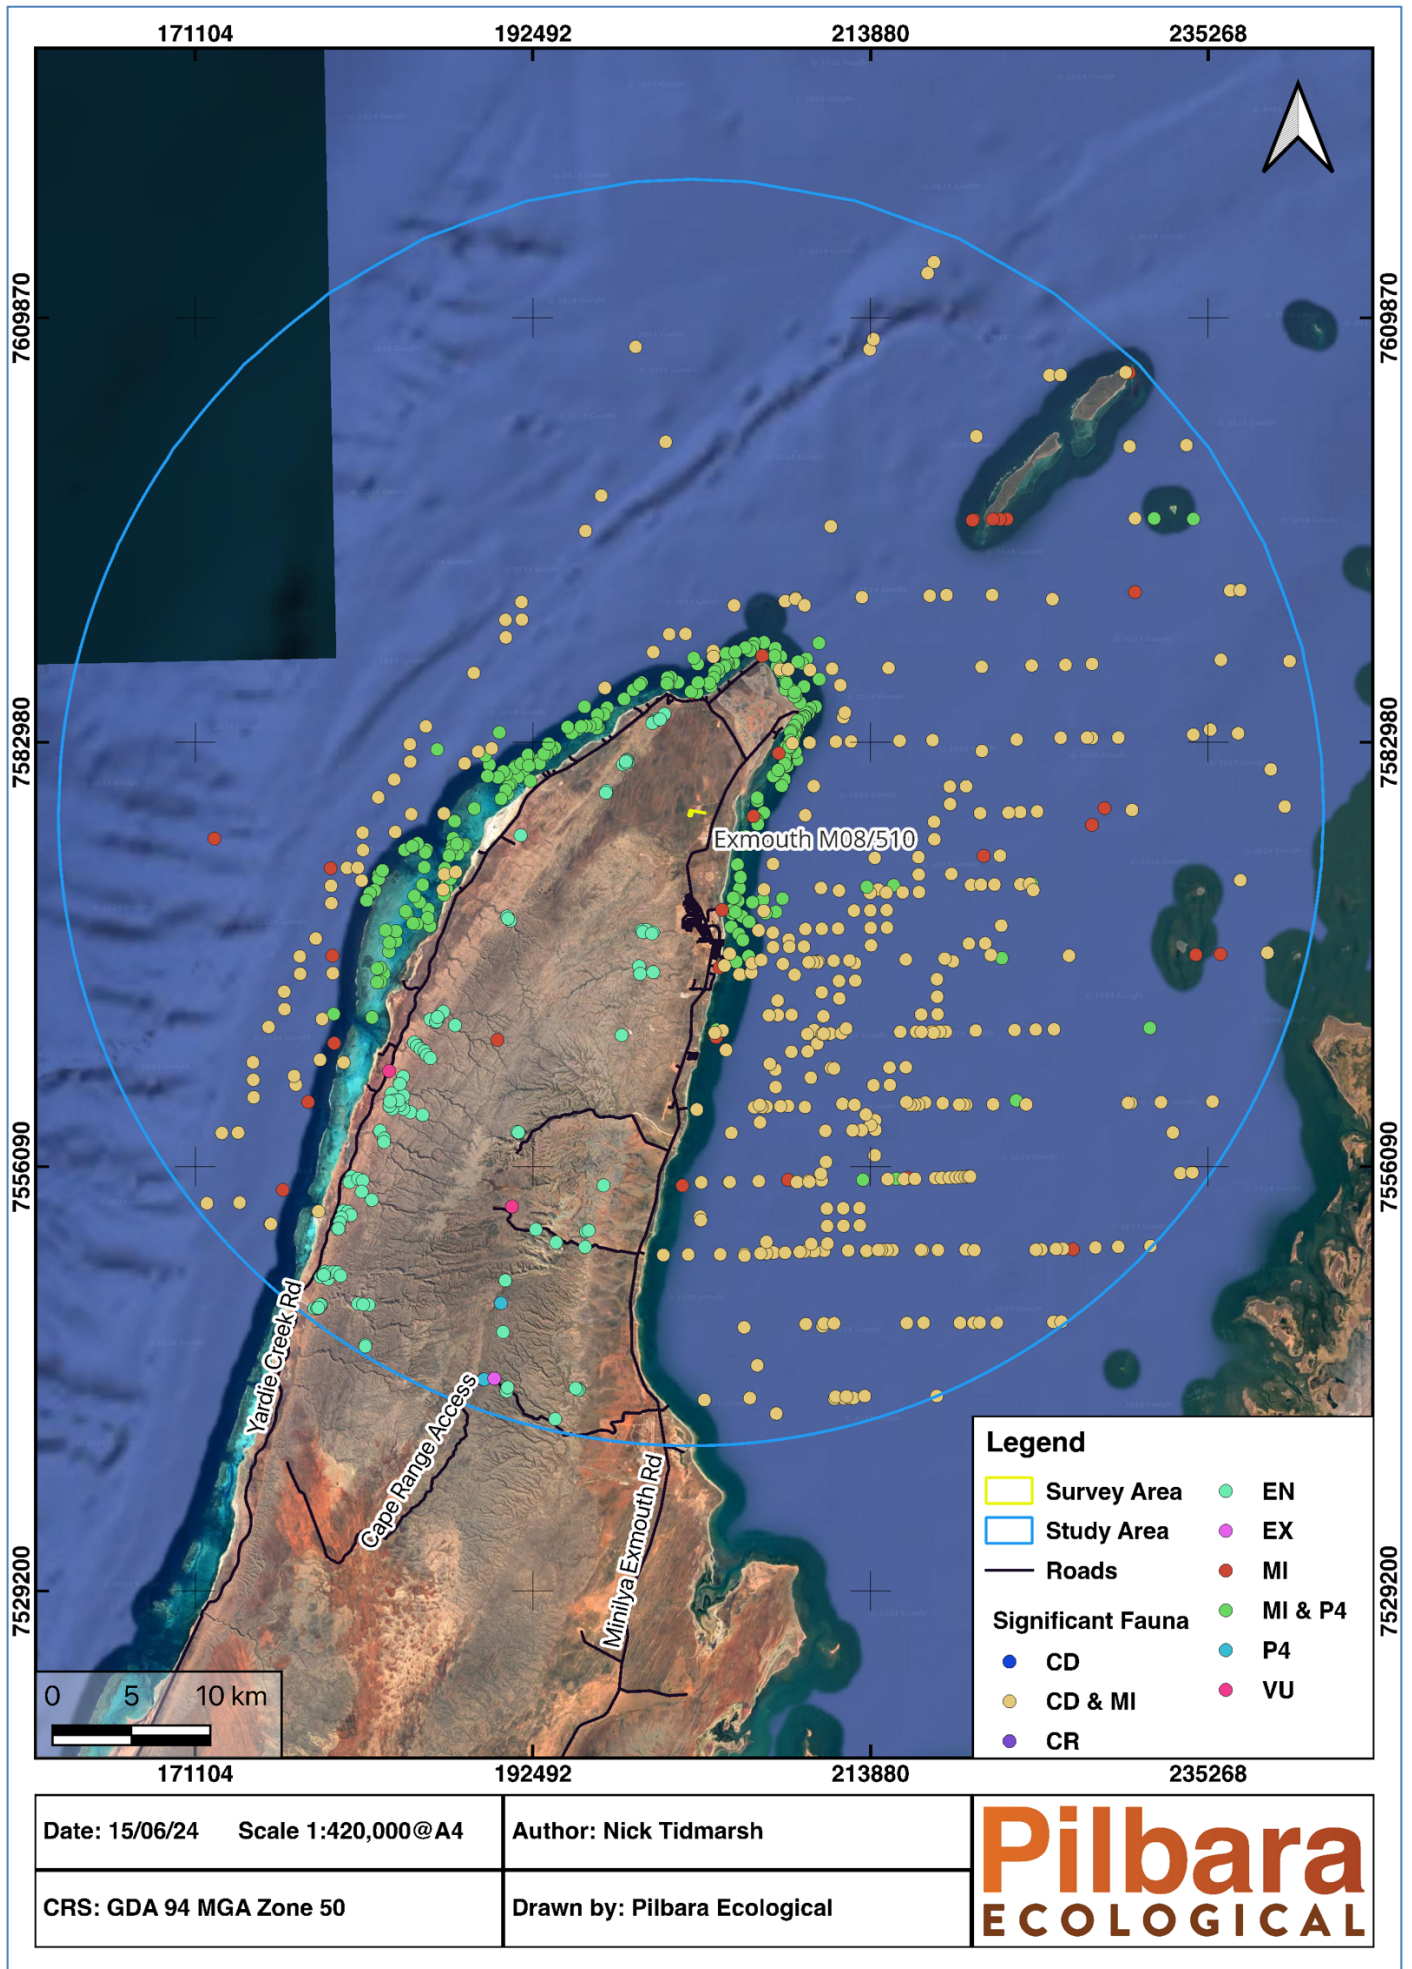 171104 192492 213880 235268
7609870 7609870
7582980 7582980
Exmouth M08/510
7556090 7556090
Yardie Creek Rd
Cape Range Access
Minilya Exmouth Rd
7529200 7529200
Legend
Survey Area
Study Area
Roads
Significant Fauna
CD
CD & MI
CR
EN
EX
MI
MI & P4
P4
VU
0 5 10 km
171104 192492 213880 235268
Date: 15/06/24 Scale 1:420,000@A4
Author: Nick Tidmarsh
CRS: GDA 94 MGA Zone 50
Drawn by: Pilbara Ecological
Pilbara
ECOLOGICAL